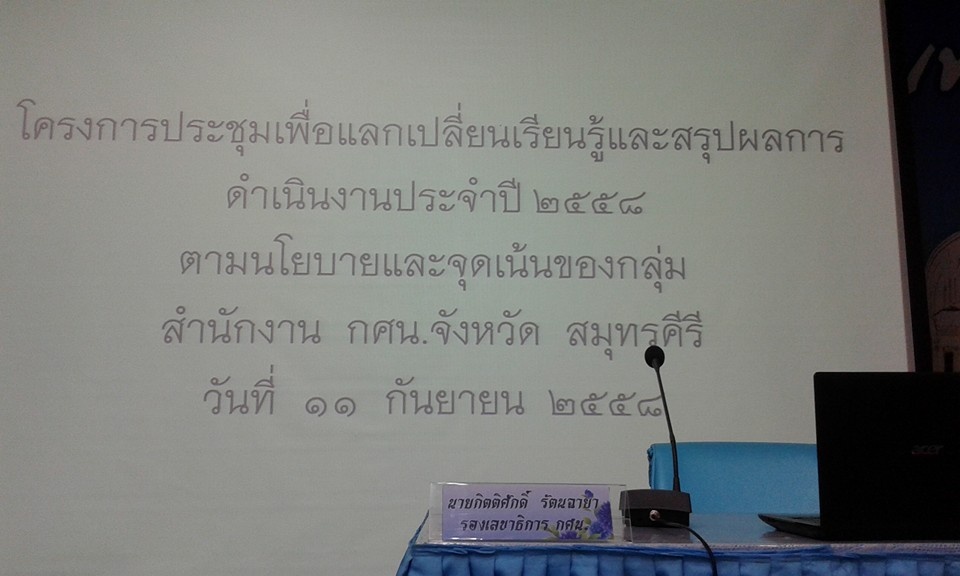 โครงการประชุมเพื่อแลกเปลี่ยนเรียนรู้และสรุปผลการ
ดำเนินงานประจำปี ๒๕๕๘
ตามนโยบายและจุดเน้นของกลุ่ม
สำนักงาน กศน.จังหวัด สมุทรคีรี
วันที่ ๑๑ กันยายน ๒๕๕๘
นายกิตติศักดิ์ รัตนฉายา
รองเลขาธิการ กศน.
acer